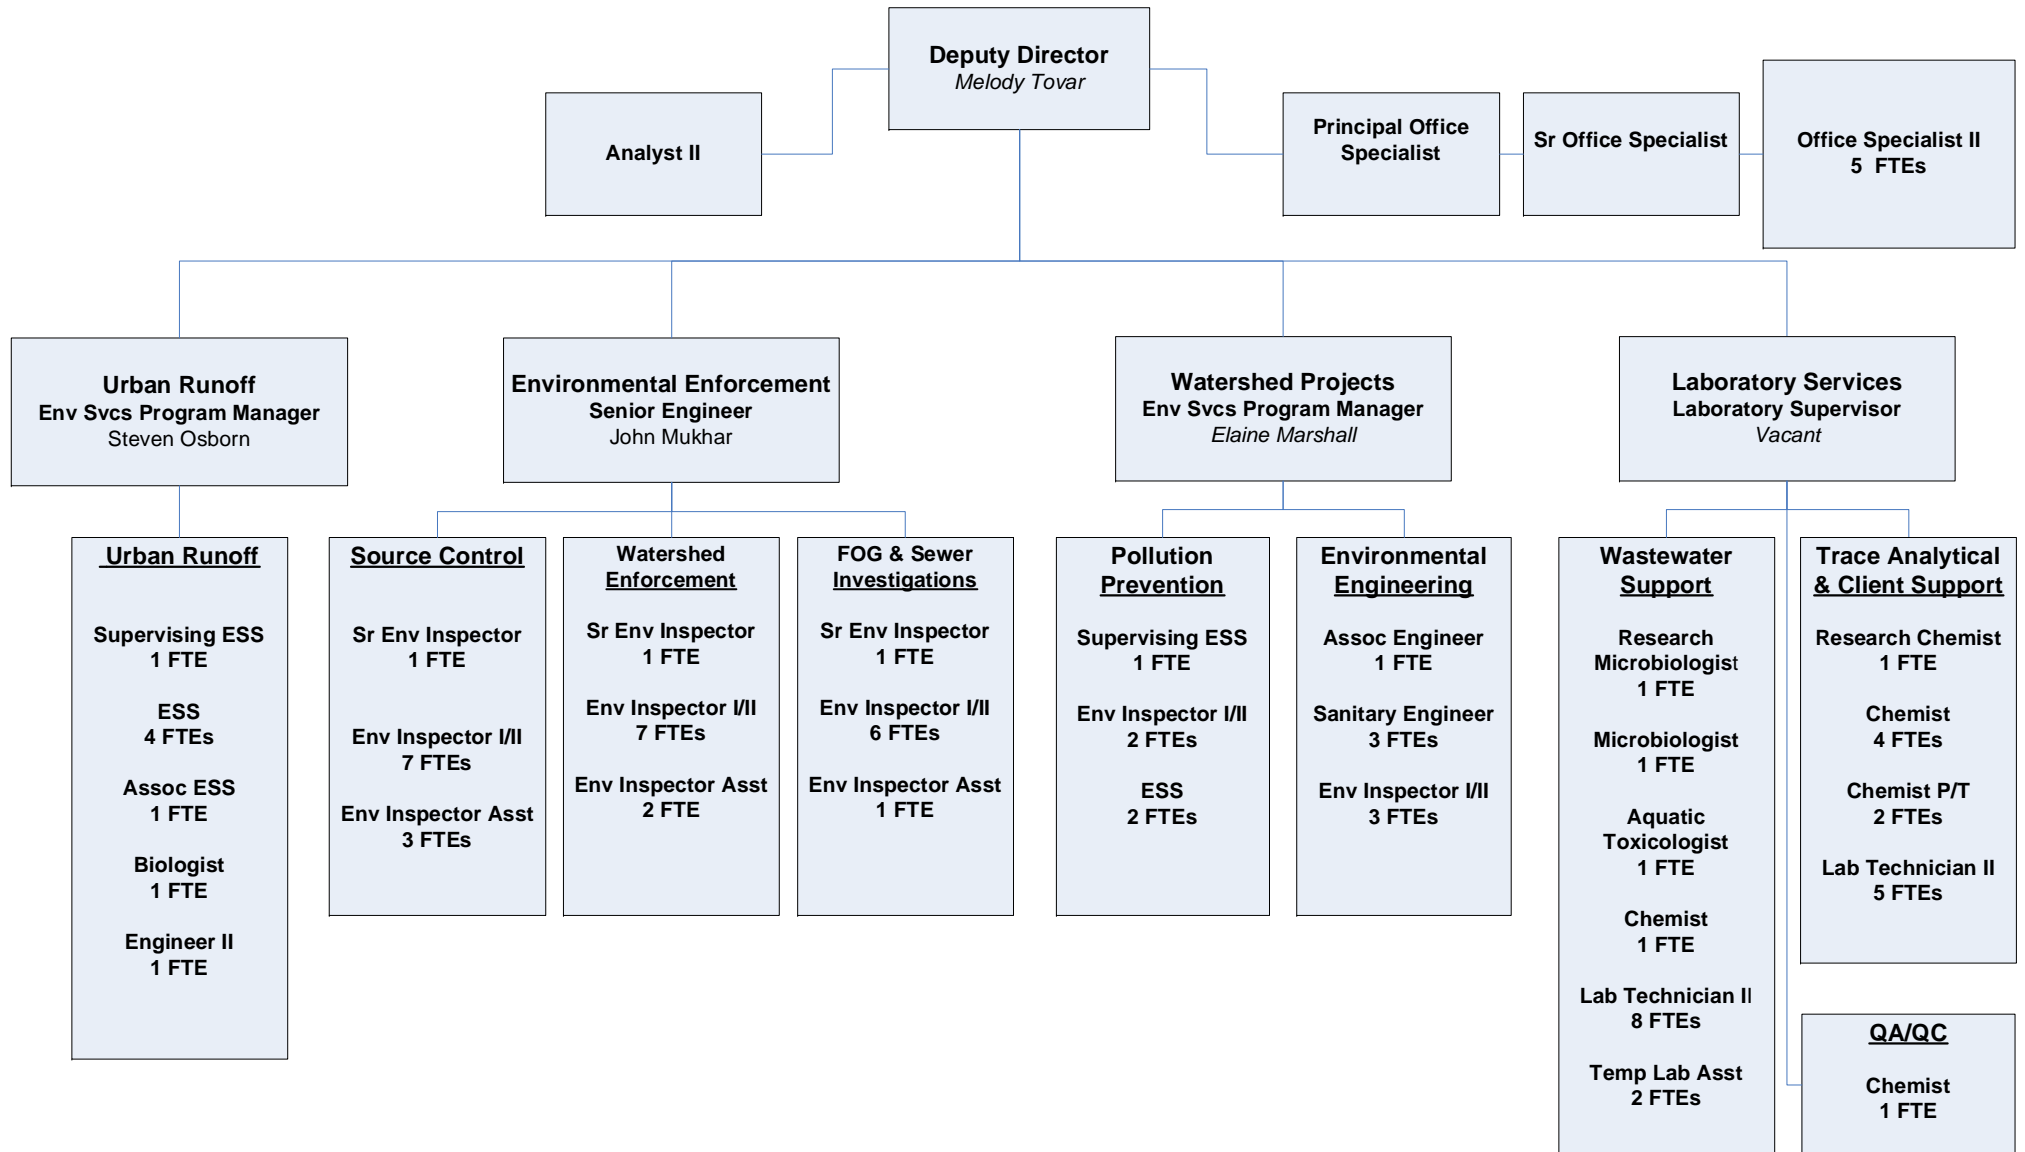 Deputy Director
Melody Tovar
Analyst II
Principal Office
Specialist
Sr Office Specialist
Office Specialist II
5 FTEs
Urban Runoff
Env Svcs Program Manager
Steven Osborn
Environmental Enforcement
Senior Engineer
John Mukhar
Watershed Projects
Env Svcs Program Manager
Elaine Marshall
Laboratory Services
Laboratory Supervisor
Vacant
Urban Runoff
Supervising ESS
1 FTE
ESS
4 FTEs
Assoc ESS
1 FTE
Biologist
1 FTE
Engineer II
1 FTE
Source Control
Sr Env Inspector
1 FTE
Env Inspector I/II
7 FTEs
Env Inspector Asst
3 FTEs
Watershed
Enforcement
Sr Env Inspector
1 FTE
Env Inspector I/II
7 FTEs
Env Inspector Asst
2 FTE
FOG & Sewer
Investigations
Sr Env Inspector
1 FTE
Env Inspector I/II
6 FTEs
Env Inspector Asst
1 FTE
Pollution
Prevention
Supervising ESS
1 FTE
Env Inspector I/II
2 FTEs
ESS
2 FTEs
Environmental
Engineering
Assoc Engineer
1 FTE
Sanitary Engineer
3 FTEs
Env Inspector I/II
3 FTEs
Wastewater
Support
Research
Microbiologist
1 FTE
Microbiologist
1 FTE
Aquatic
Toxicologist
1 FTE
Chemist
1 FTE
Lab Technician II
8 FTEs
Temp Lab Asst
2 FTEs
Trace Analytical
& Client Support
Research Chemist
1 FTE
Chemist
4 FTEs
Chemist P/T
2 FTEs
Lab Technician II
5 FTEs
QA/QC
Chemist
1 FTE